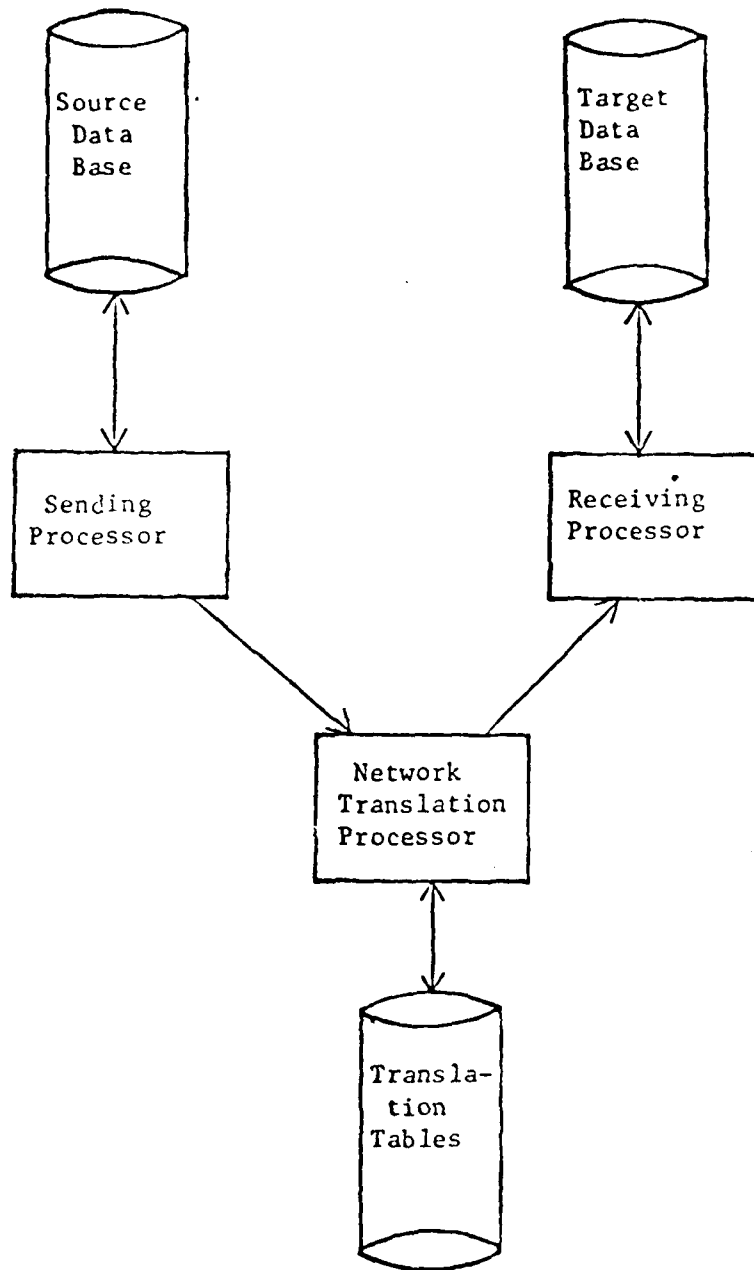 Source
Data
Base
Target
Data
Base
Sending
Processor
Receiving
Processor
Network
Translation
Processor
Transla-
tion
Tables